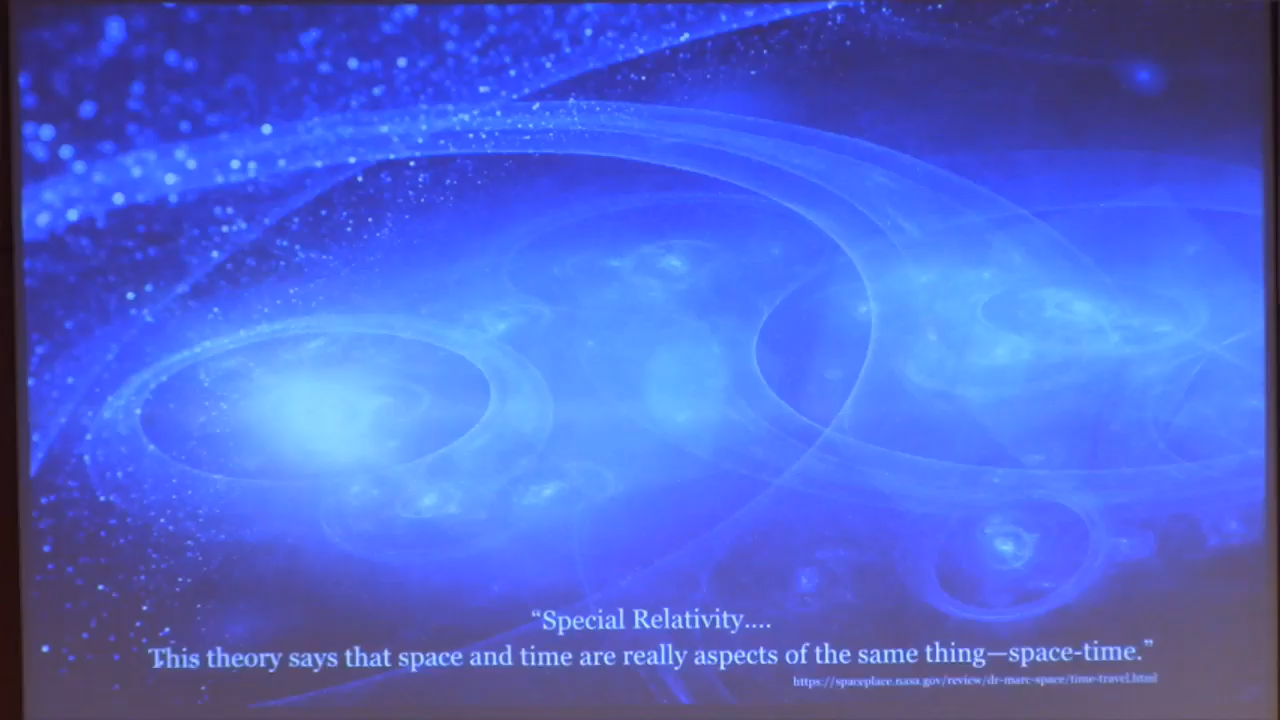 “Special Relativity....
This theory says that space and time are really aspects of the same thing—space-time.”
https://spaceplace.nasa.gov/review/dr-marc-space/time-travel.html